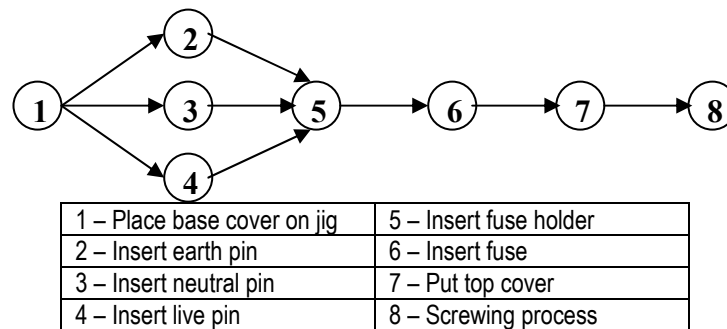 2
1
3
5
6
7
8
4
1 – Place base cover on jig
5 – Insert fuse holder
2 – Insert earth pin
6 – Insert fuse
3 – Insert neutral pin
7 – Put top cover
4 – Insert live pin
8 – Screwing process